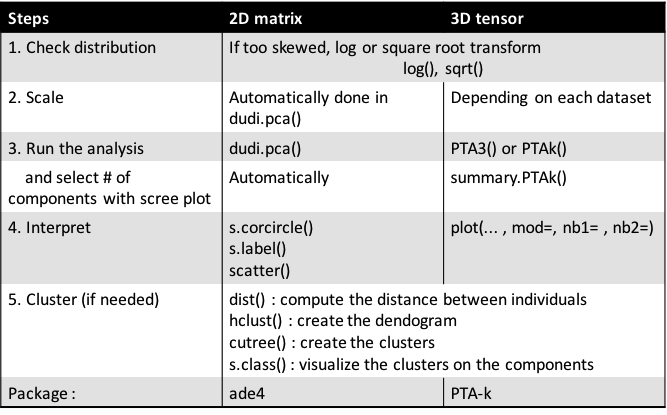 Steps 2D matrix 3D tensor
1. Check distribution If too skewed, log or square root transform
log(), sqrt()
2. Scale Automatically done in Depending on each dataset
dudi.pca()
3. Run the analysis dudi.pca() PTA3() or PTAk()
and select # of Automatically summary.PTAk()
components with scree plot
4. Interpret s.corcircle() plot(... , mod=, nb1= , nb2=)
s.label()
scatter()
5. Cluster (if needed) dist() : compute the distance between individuals
hclust() : create the dendogram
cutree() : create the clusters
s.class() : visualize the clusters on the components
Package : ade4 PTA-k